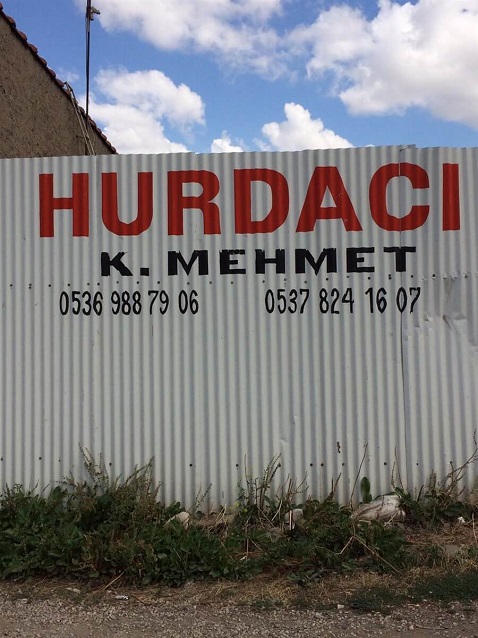 HURDACI
K. MEHMET
0536 988 79 06 0537 824 16 07